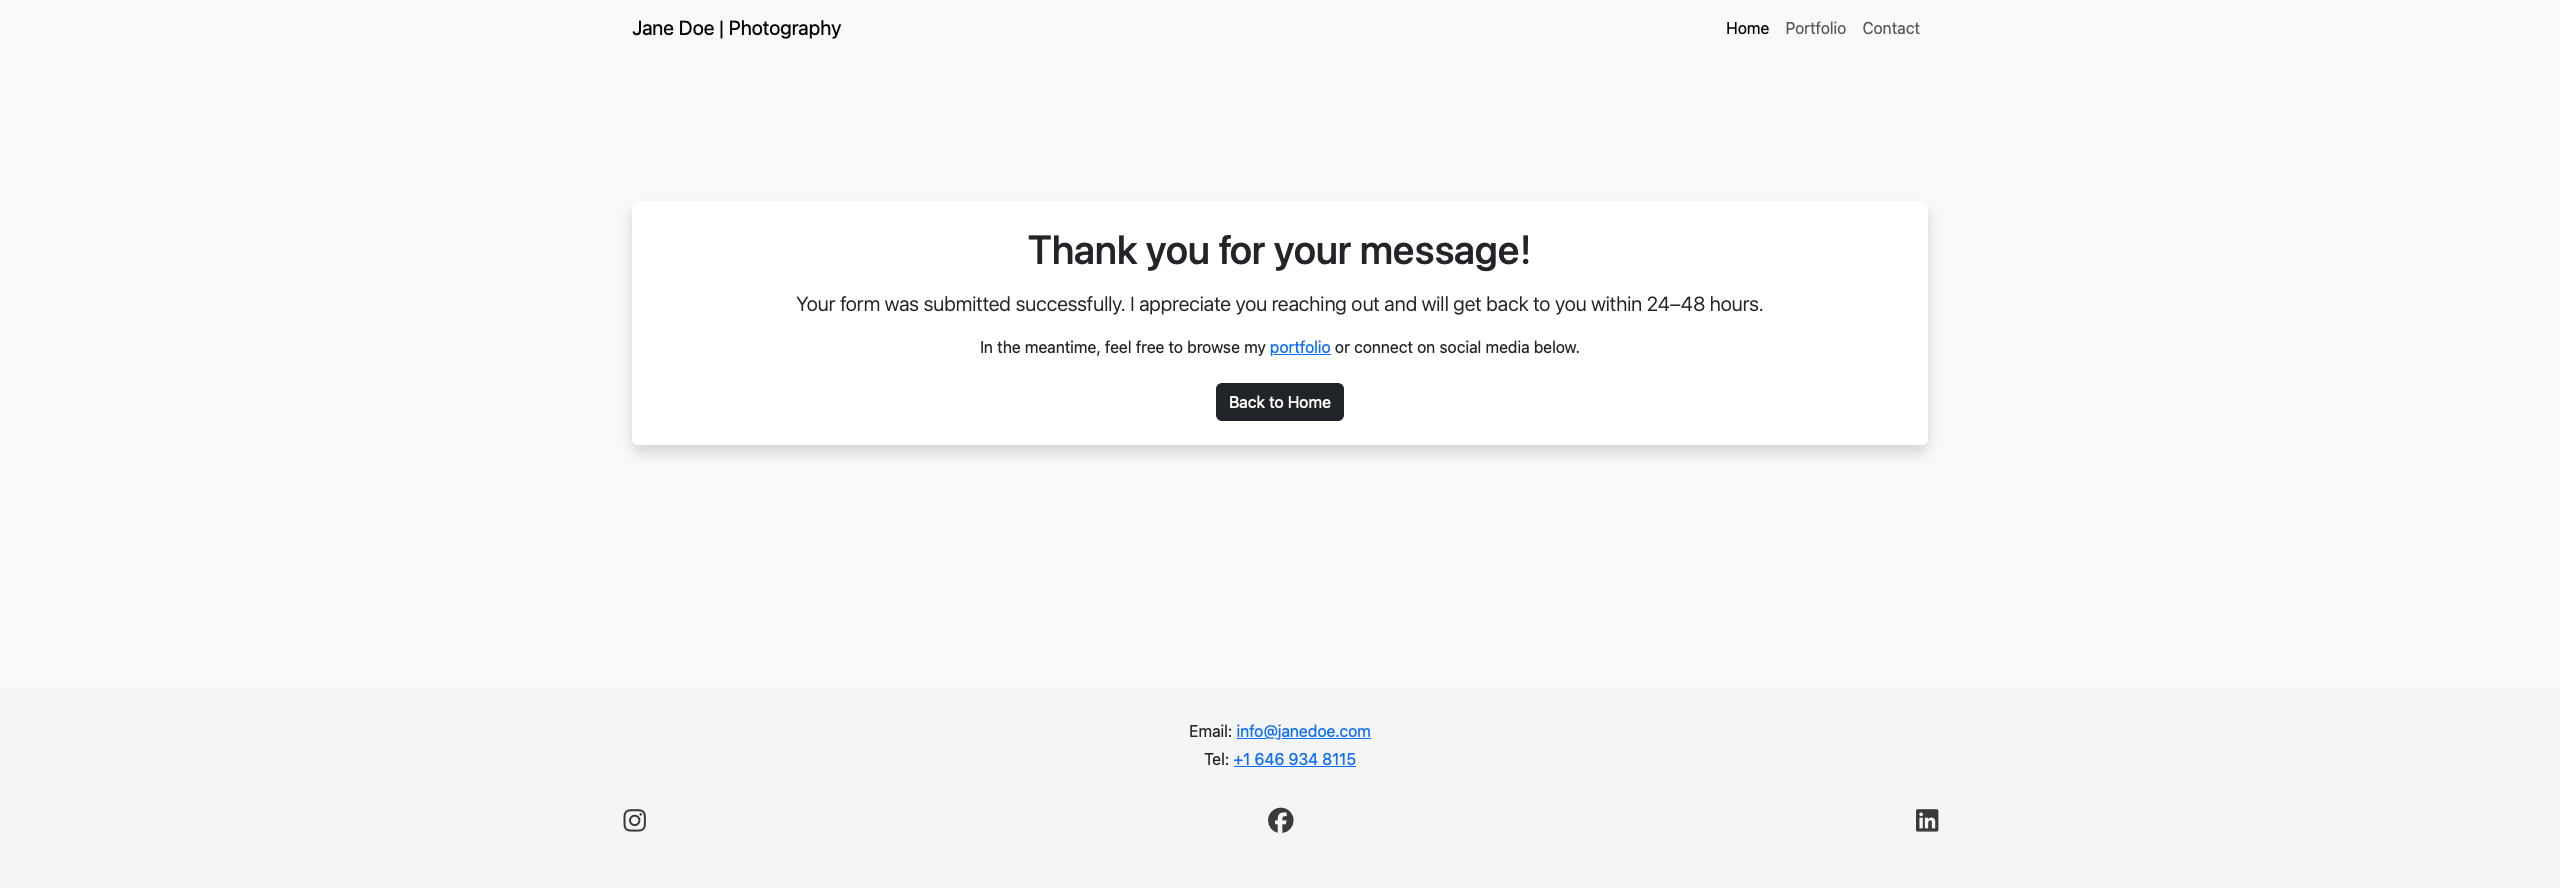 Jane Doe | Photography
Home Portfolio Contact
Thank you for your message!
Your form was submitted successfully. I appreciate you reaching out and will get back to you within 24–48 hours.
In the meantime, feel free to browse my portfolio or connect on social media below.
Back to Home
Email: info@janedoe.com
Tel: +1 646 934 8115